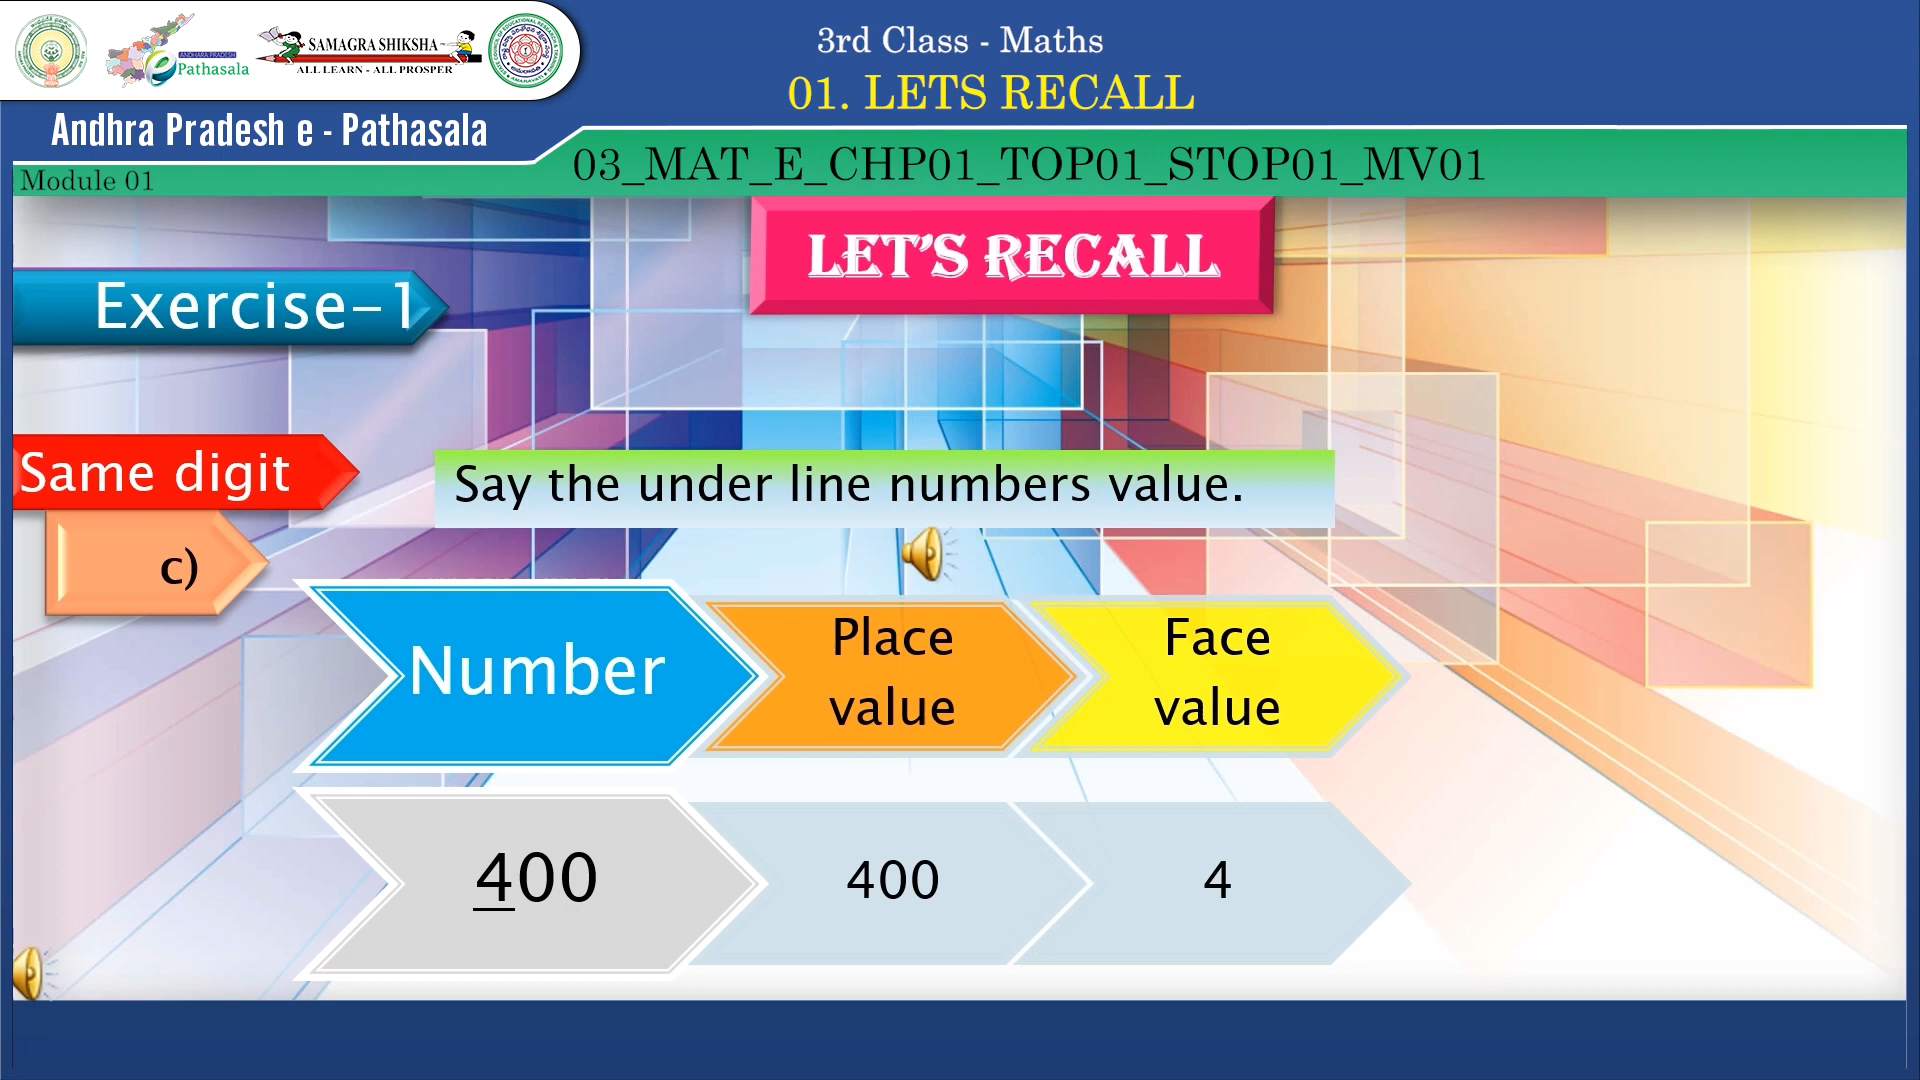 ANDHRA PRADESH
e Pathasala
SAMAGRA SHIKSHA
ALL LEARN - ALL PROSPER
Andhra Pradesh e - Pathasala
3rd Class - Maths
01. LETS RECALL
Module 01
03_MAT_E_CHP01_TOP01_STOP01_MV01
LET'S RECALL
Exercise-1
Same digit
Say the under line numbers value.
c)
Number
Place value
Face value
400
400
4